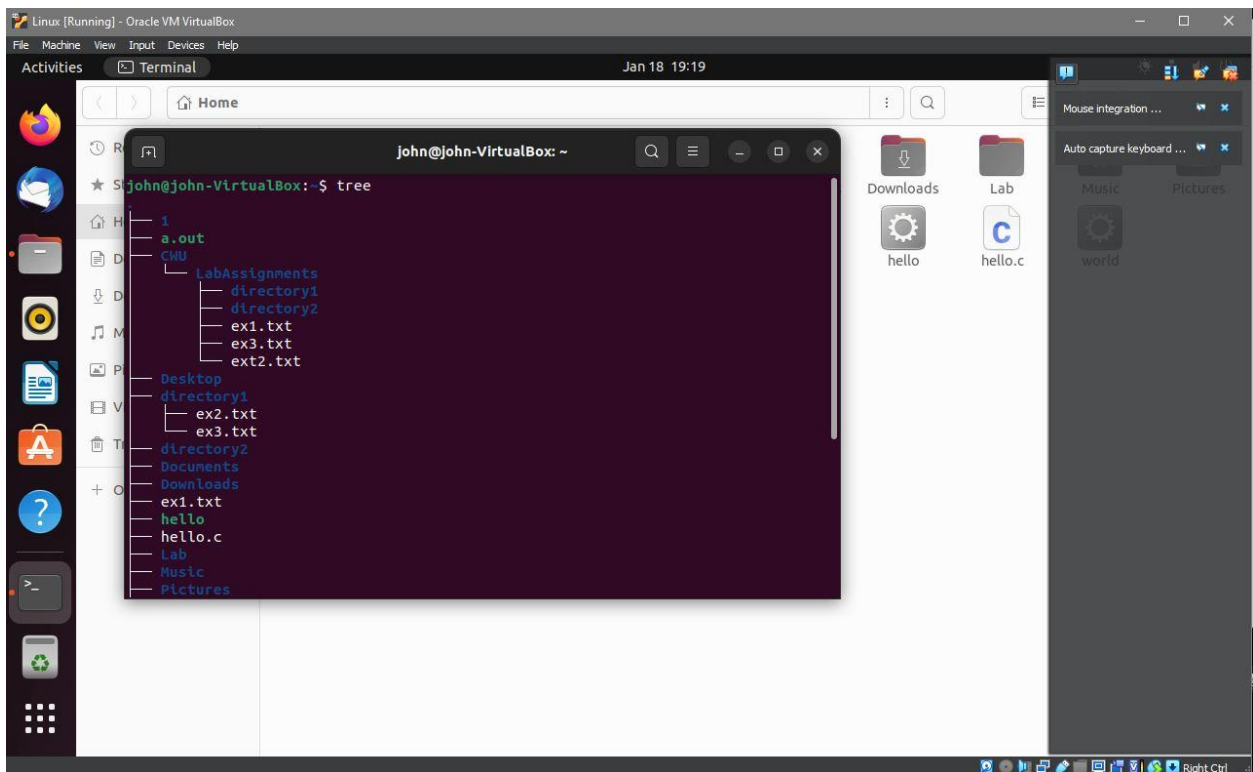 Linux [Running] - Oracle VM VirtualBox
File Machine View Input Devices Help
Activities Terminal Jan 18 19:19
Home
Mouse integration ...
Auto capture keyboard ...
john@john-VirtualBox: ~
john@john-VirtualBox:~$ tree
.
├── 1
├── a.out
├── CWU
│   └── LabAssignments
│       ├── directory1
│       ├── directory2
│       ├── ex1.txt
│       ├── ex3.txt
│       └── ext2.txt
├── Desktop
├── directory1
│   ├── ex2.txt
│   └── ex3.txt
├── directory2
├── Documents
├── Downloads
├── ex1.txt
├── hello
├── hello.c
├── Lab
├── Music
├── Pictures
Downloads Lab Music Pictures
hello hello.c world
Right Ctrl